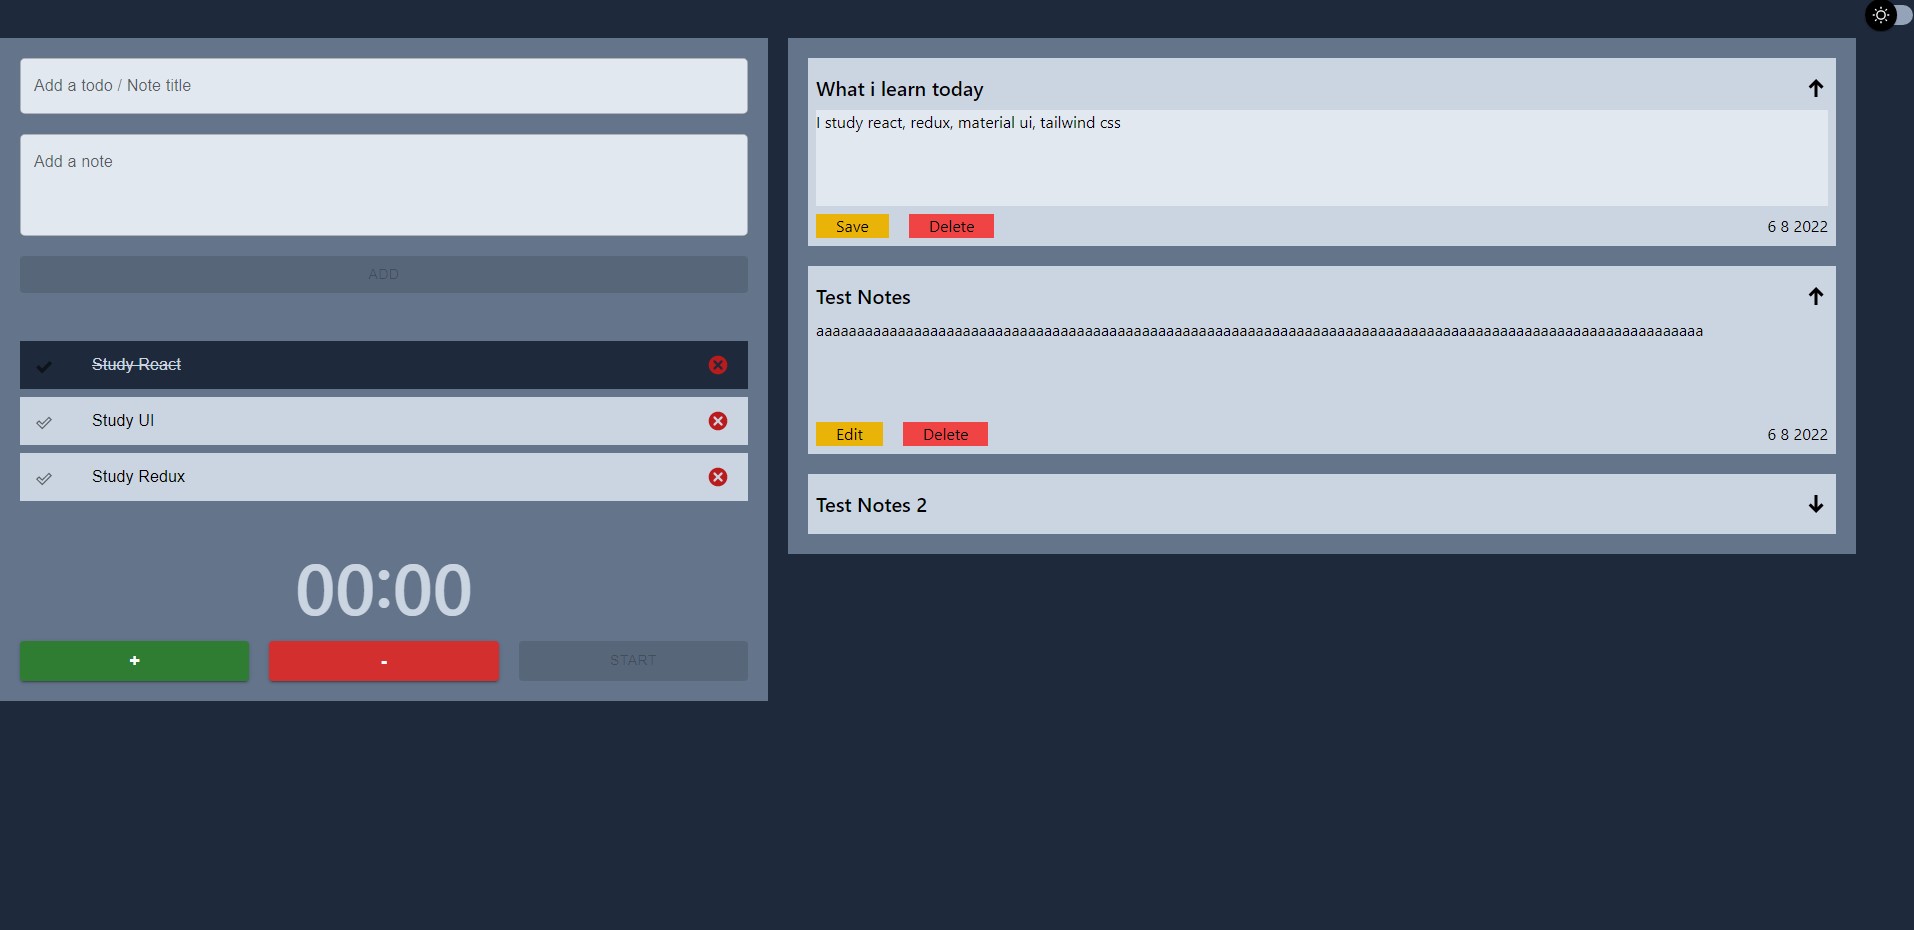 Add a todo / Note title
Add a note
ADD
Study React
Study UI
Study Redux
00:00
+
-
START
What i learn today
I study react, redux, material ui, tailwind css
Save
Delete
6 8 2022
Test Notes
aaaaaaaaaaaaaaaaaaaaaaaaaaaaaaaaaaaaaaaaaaaaaaaaaaaaaaaaaaaaaaaaaaaaaaaaaaaaaaaaaaaaaaaaaaaaaaaaaaaaaaaaaaaaa
Edit
Delete
6 8 2022
Test Notes 2